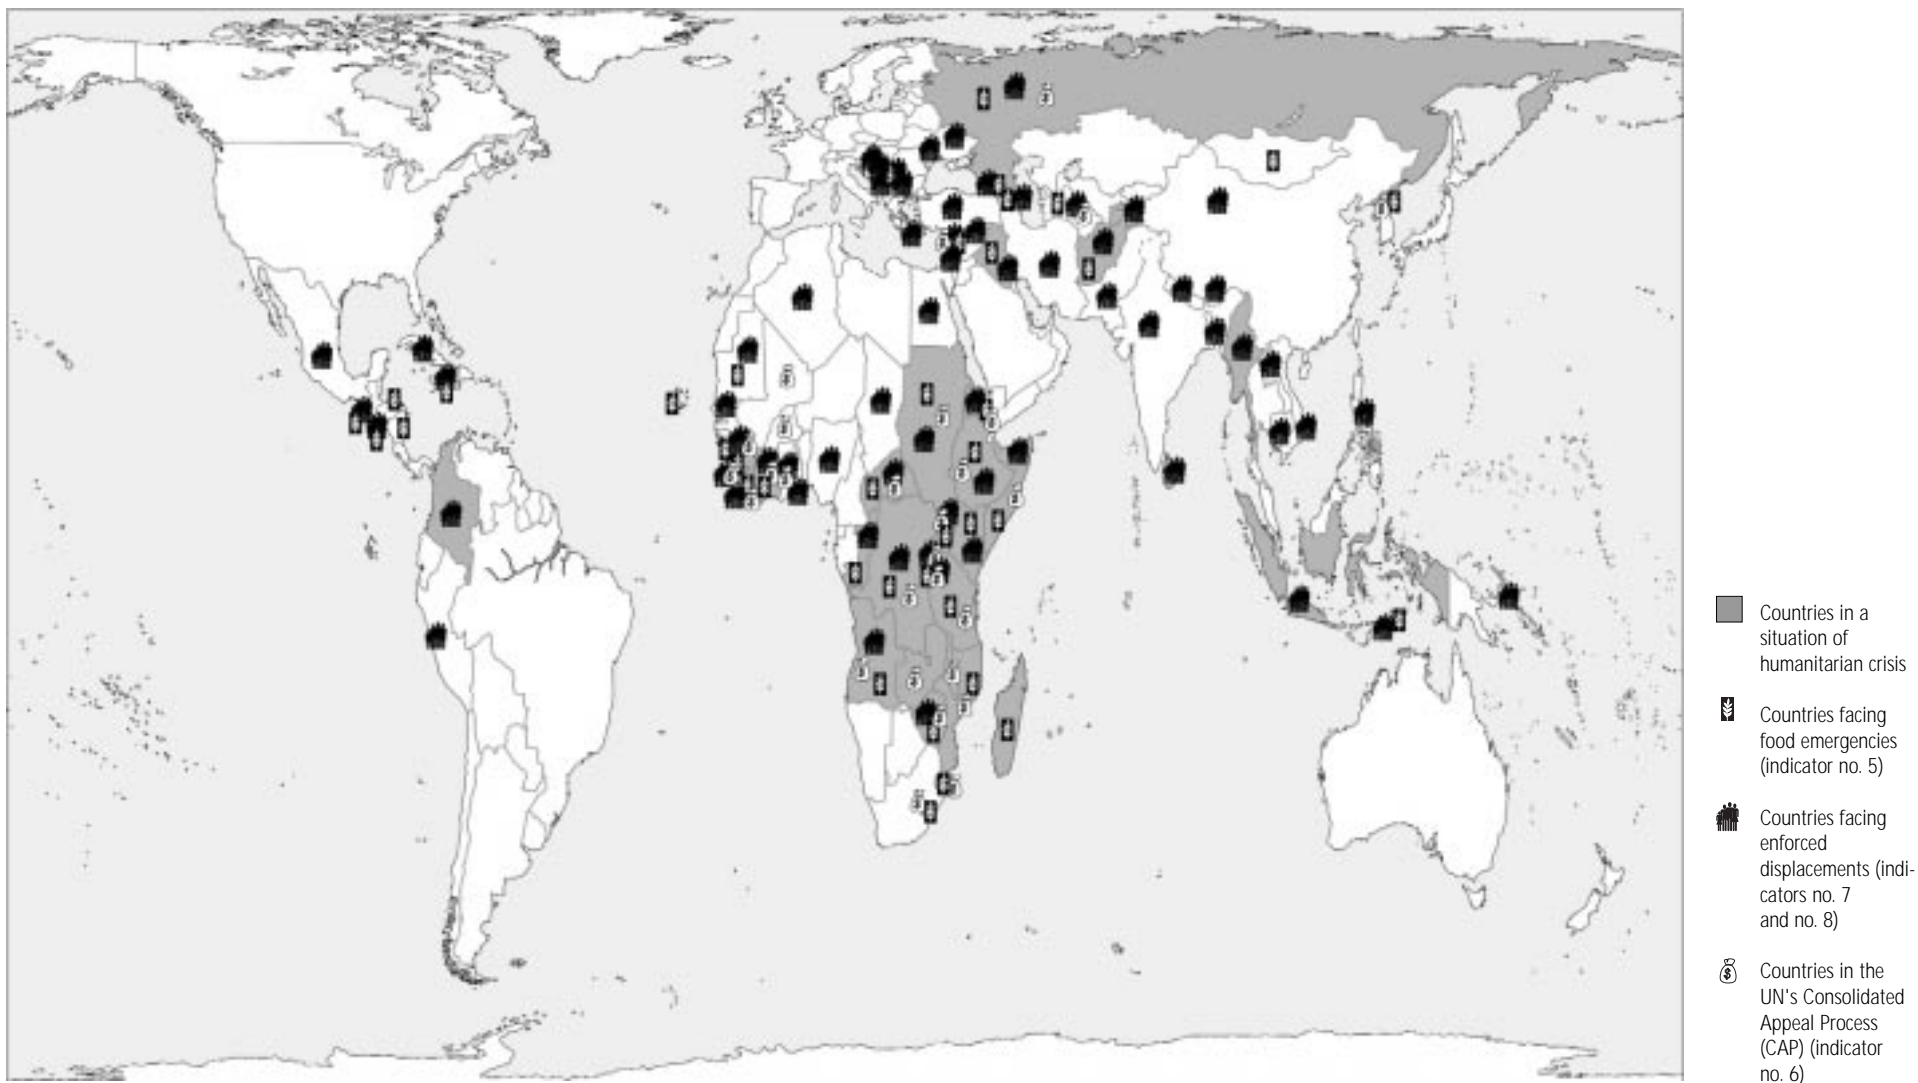 Countries in a
situation of
humanitarian crisis
Countries facing
food emergencies
(indicator no. 5)
Countries facing
enforced
displacements (indi-
cators no. 7
and no. 8)
Countries in the
UN's Consolidated
Appeal Process
(CAP) (indicator
no. 6)